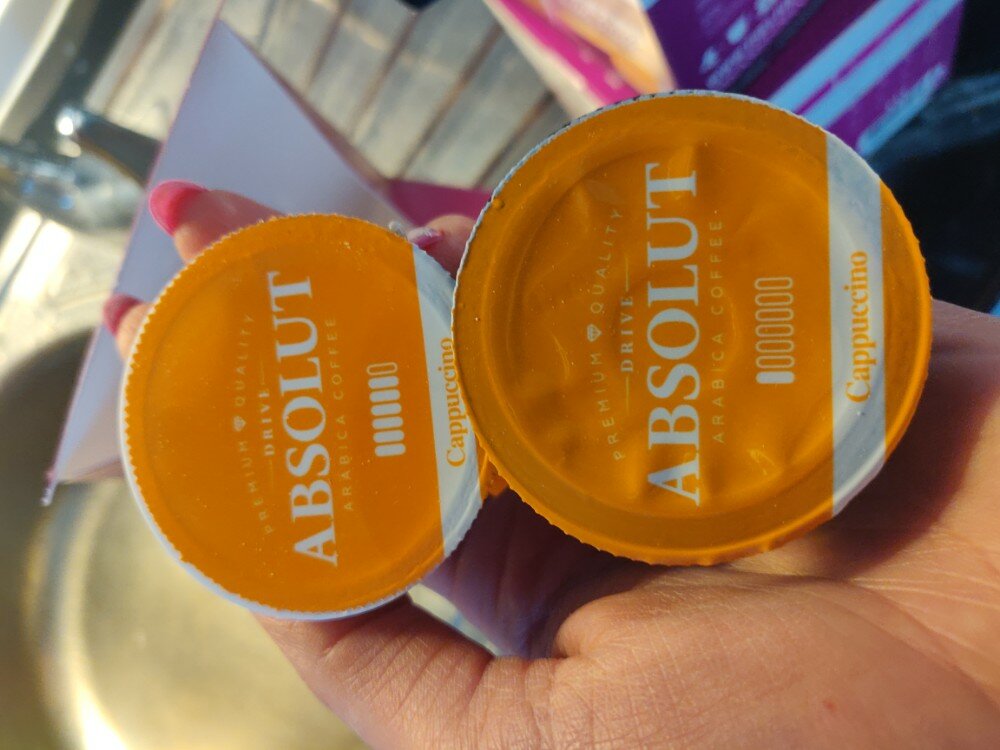 PREMIUM QUALITY
DRIVE
ABSOLUT
ARABICA COFFEE
Cappuccino
PREMIUM QUALITY
DRIVE
ABSOLUT
ARABICA COFFEE
Cappuccino